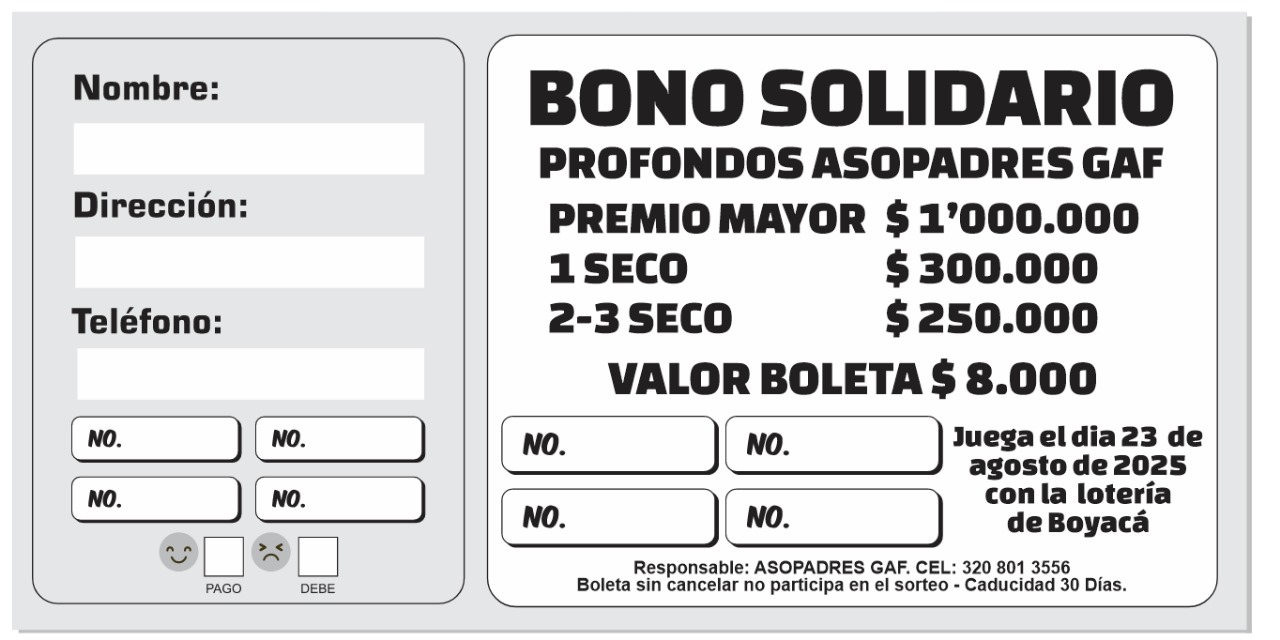 Nombre:
Dirección:
Teléfono:
NO. NO.
NO. NO.
PAGO DEBE
BONO SOLIDARIO
PROFONDOS ASOPADRES GAF
PREMIO MAYOR $ 1’000.000
1 SECO $ 300.000
2-3 SECO $ 250.000
VALOR BOLETA $ 8.000
NO. NO.
NO. NO.
Juega el dia 23 de
agosto de 2025
con la lotería
de Boyacá
Responsable: ASOPADRES GAF. CEL: 320 801 3556
Boleta sin cancelar no participa en el sorteo - Caducidad 30 Días.